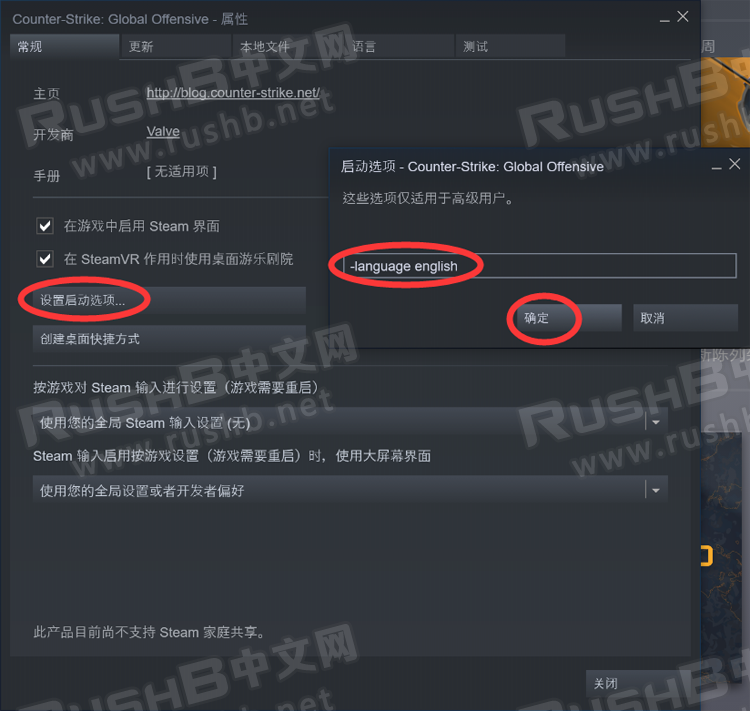 Counter-Strike: Global Offensive - 属性
常规
更新
本地文件
语言
测试
周
主页
http://blog.counter-strike.net/
开发商
Valve
手册
[ 无适用项 ]
启动选项 - Counter-Strike: Global Offensive
这些选项仅适用于高级用户。
-language english
确定
取消
在游戏中启用 Steam 界面
在 SteamVR 作用时使用桌面游乐剧院
设置启动选项...
创建桌面快捷方式
按游戏对 Steam 输入进行设置（游戏需要重启）
使用您的全局 Steam 输入设置 (无)
Steam 输入启用按游戏设置（游戏需要重启）时，使用大屏幕界面
使用您的全局设置或者开发者偏好
此产品目前尚不支持 Steam 家庭共享。
关闭
RushB中文网
www.rushb.net
RushB
www.rushb
RushB中文网
www.rushb.net
RushB
www.rushb
RushB中文网
RushB